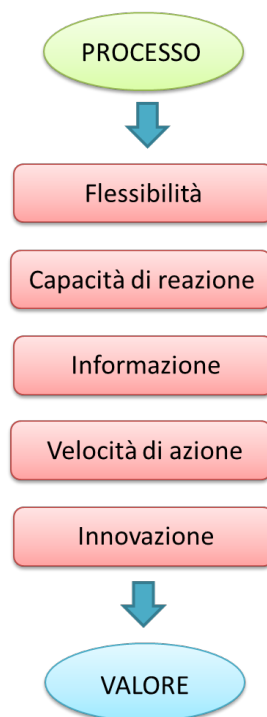 PROCESSO
Flessibilità
Capacità di reazione
Informazione
Velocità di azione
Innovazione
VALORE